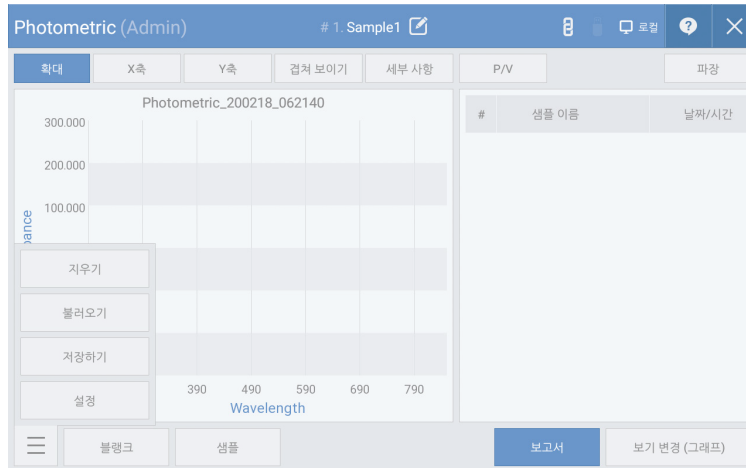 Photometric (Admin) # 1. Sample1 로컬 ?
확대 X축 Y축 겹쳐 보이기 세부 사항 P/V 파장
Photometric_200218_062140
# 샘플 이름 날짜/시간
300.000
200.000
100.000
지우기
불러오기
저장하기
설정
390 490 590 690 790
Wavelength
블랭크 샘플 보고서 보기 변경 (그래프)